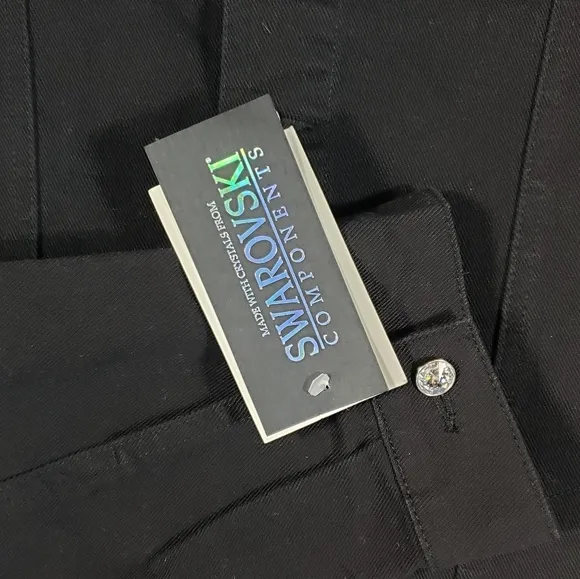 MADE WITH CRYSTALS FROM
SWAROVSKI®
COMPONENTS